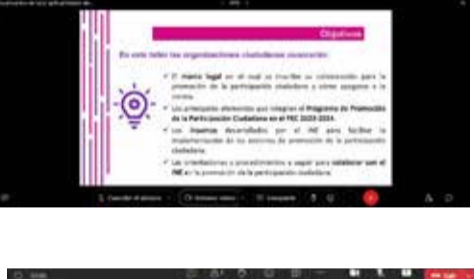 Objetivos
En este taller las organizaciones ciudadanas conocerán:
El marco legal en el cual se inscribe su colaboración para la
promoción de la participación ciudadana y cómo apegarse a la
misma.
Los principales elementos que integran el Programa de Promoción
de la Participación Ciudadana en el PEC 2023-2024.
Los insumos desarrollados por el INE para facilitar la
implementación de las acciones de promoción de la participación
ciudadana.
Las orientaciones y procedimientos a seguir para colaborar con el
INE en la promoción de la participación ciudadana.